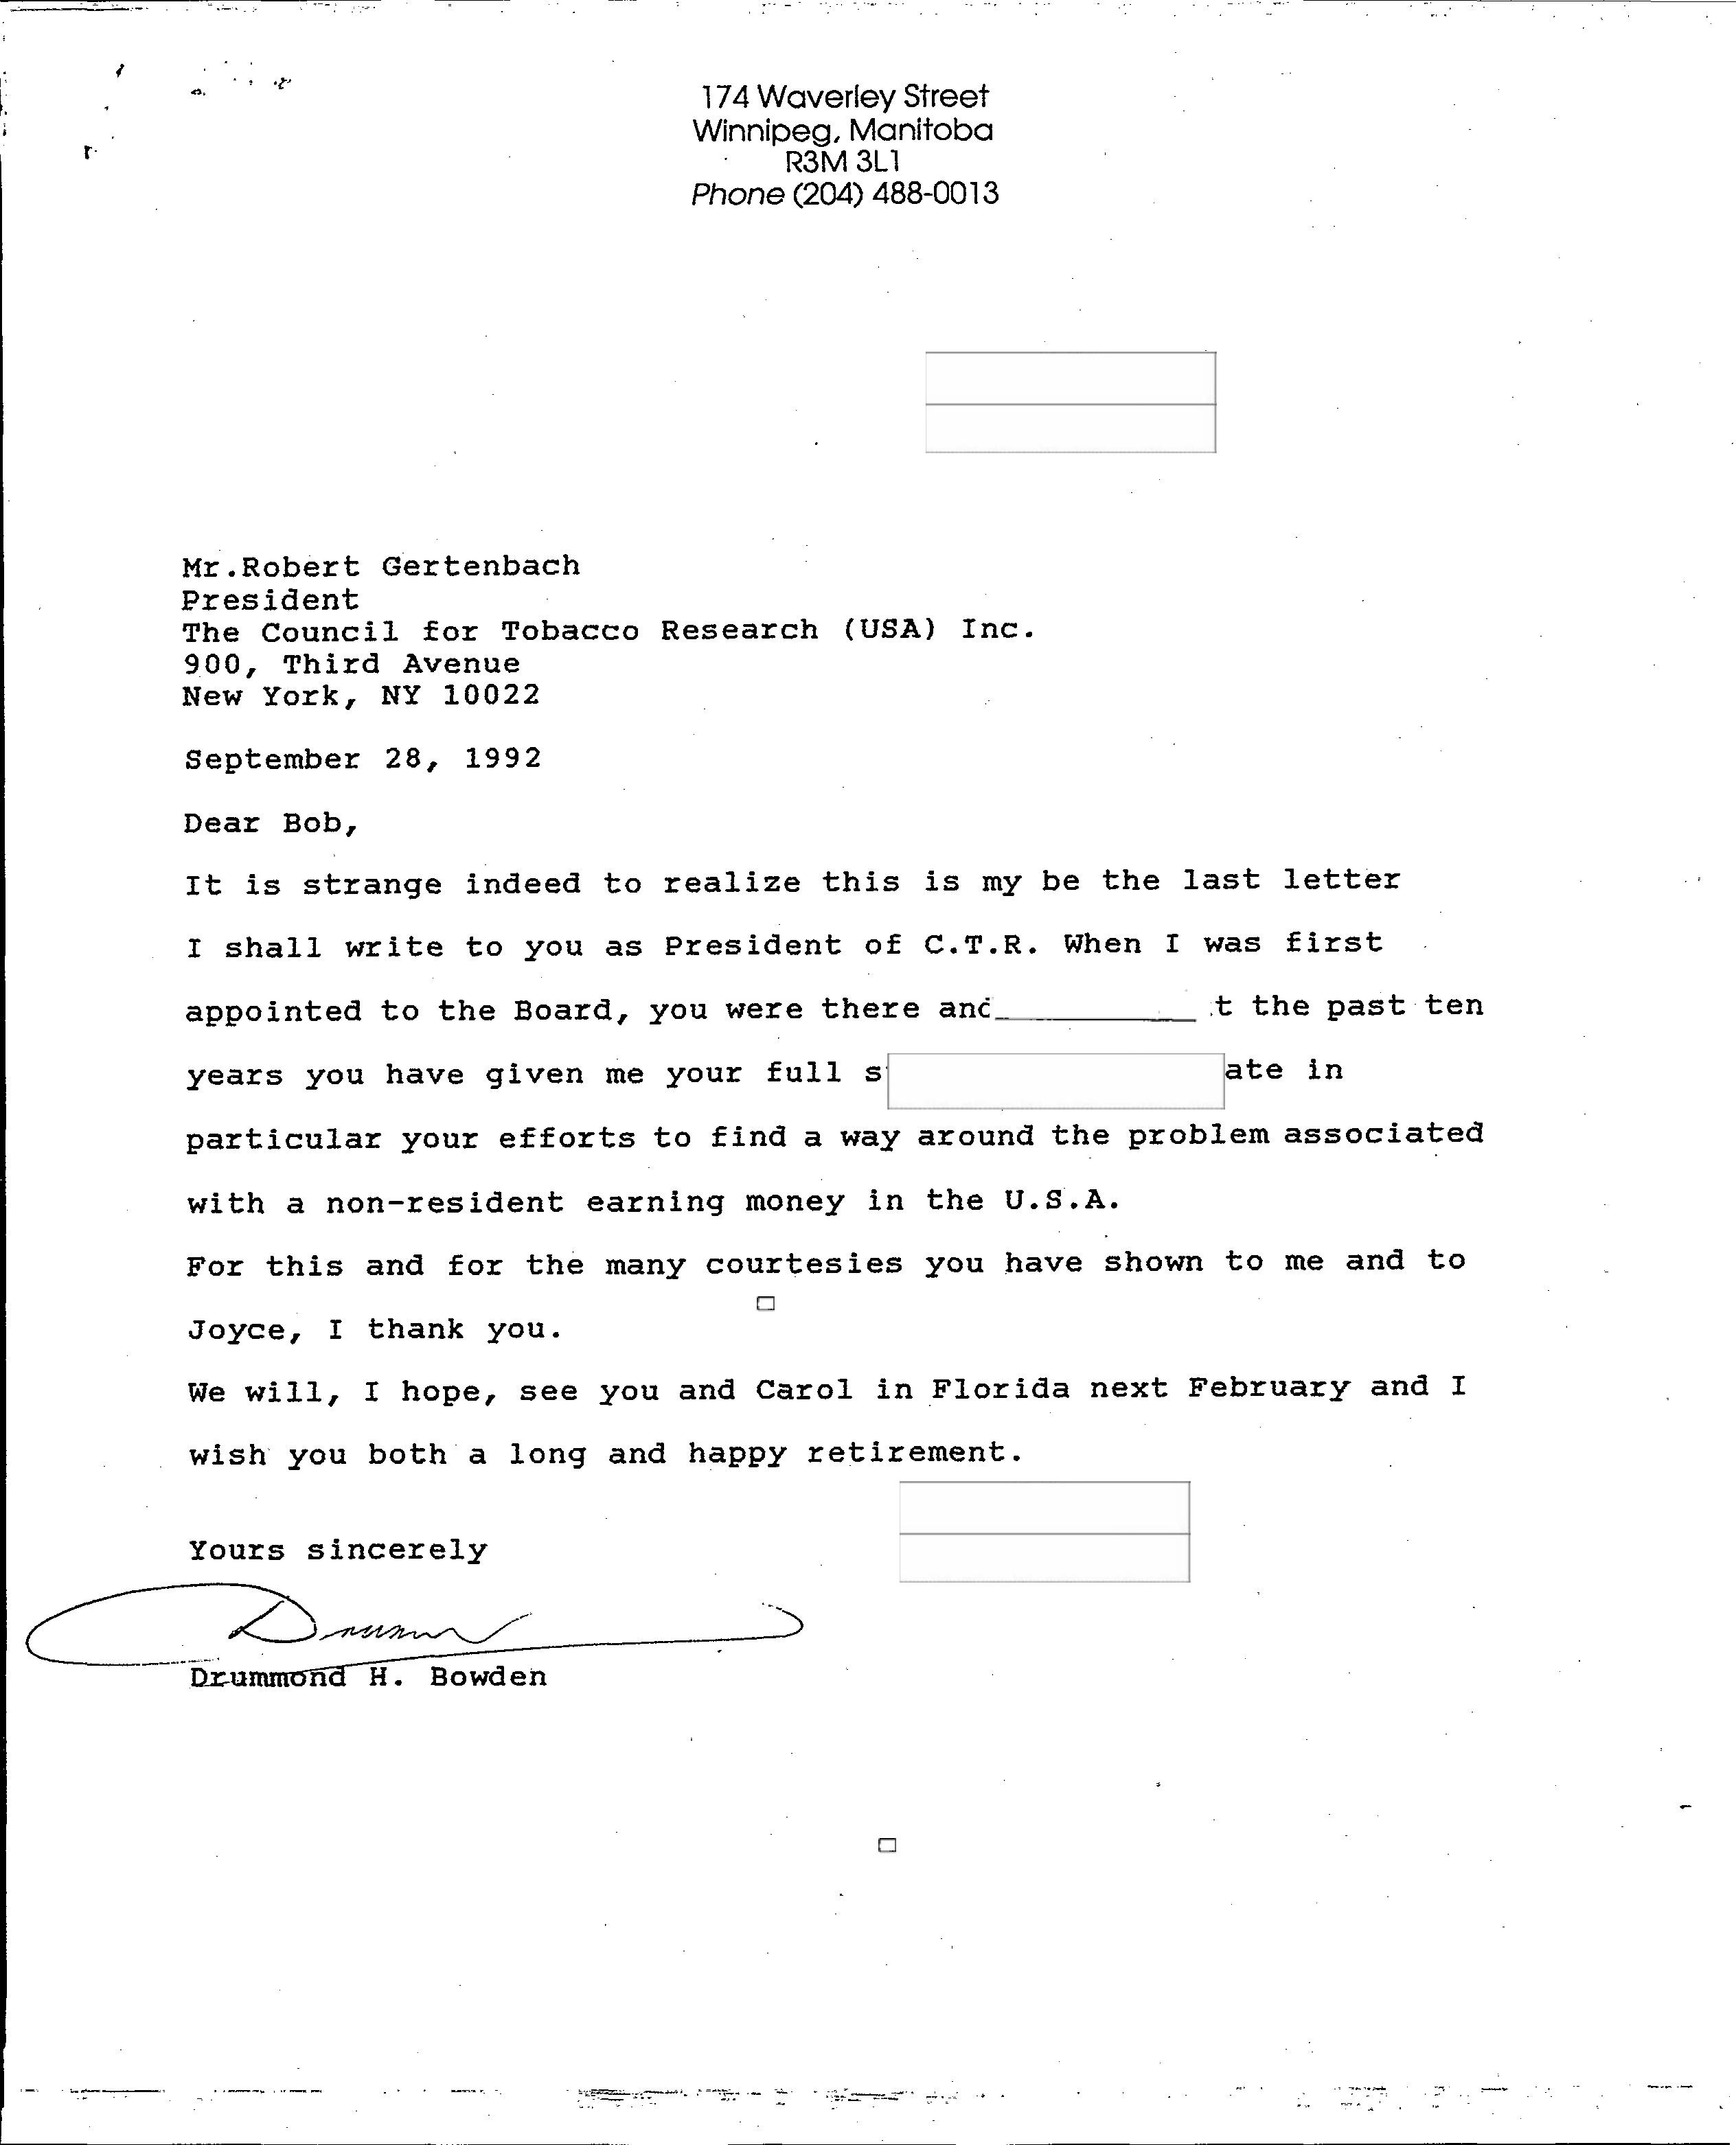 174 Waverley Street
Winnipeg, Manitoba
R3M 3L1
Phone (204) 488-0013
Mr.Robert Gertenbach
President
The Council for Tobacco Research (USA) Inc.
900, Third Avenue
New York, NY 10022
September 28, 1992
Dear Bob,
It is strange indeed to realize this is my be the last letter
I shall write to you as President of C.T.R. When I was first
appointed to the Board, you were there the past ten
years you have given me your full in
particular your efforts to find a way around the problem associated
with a non-resident earning money in the U.S.A.
For this and for the many courtesies you have shown to me and to
Joyce, I thank you.
We will, I hope, see you and Carol in Florida next February and I
wish you both a long and happy retirement.
Yours sincerely
Drummond H. Bowden